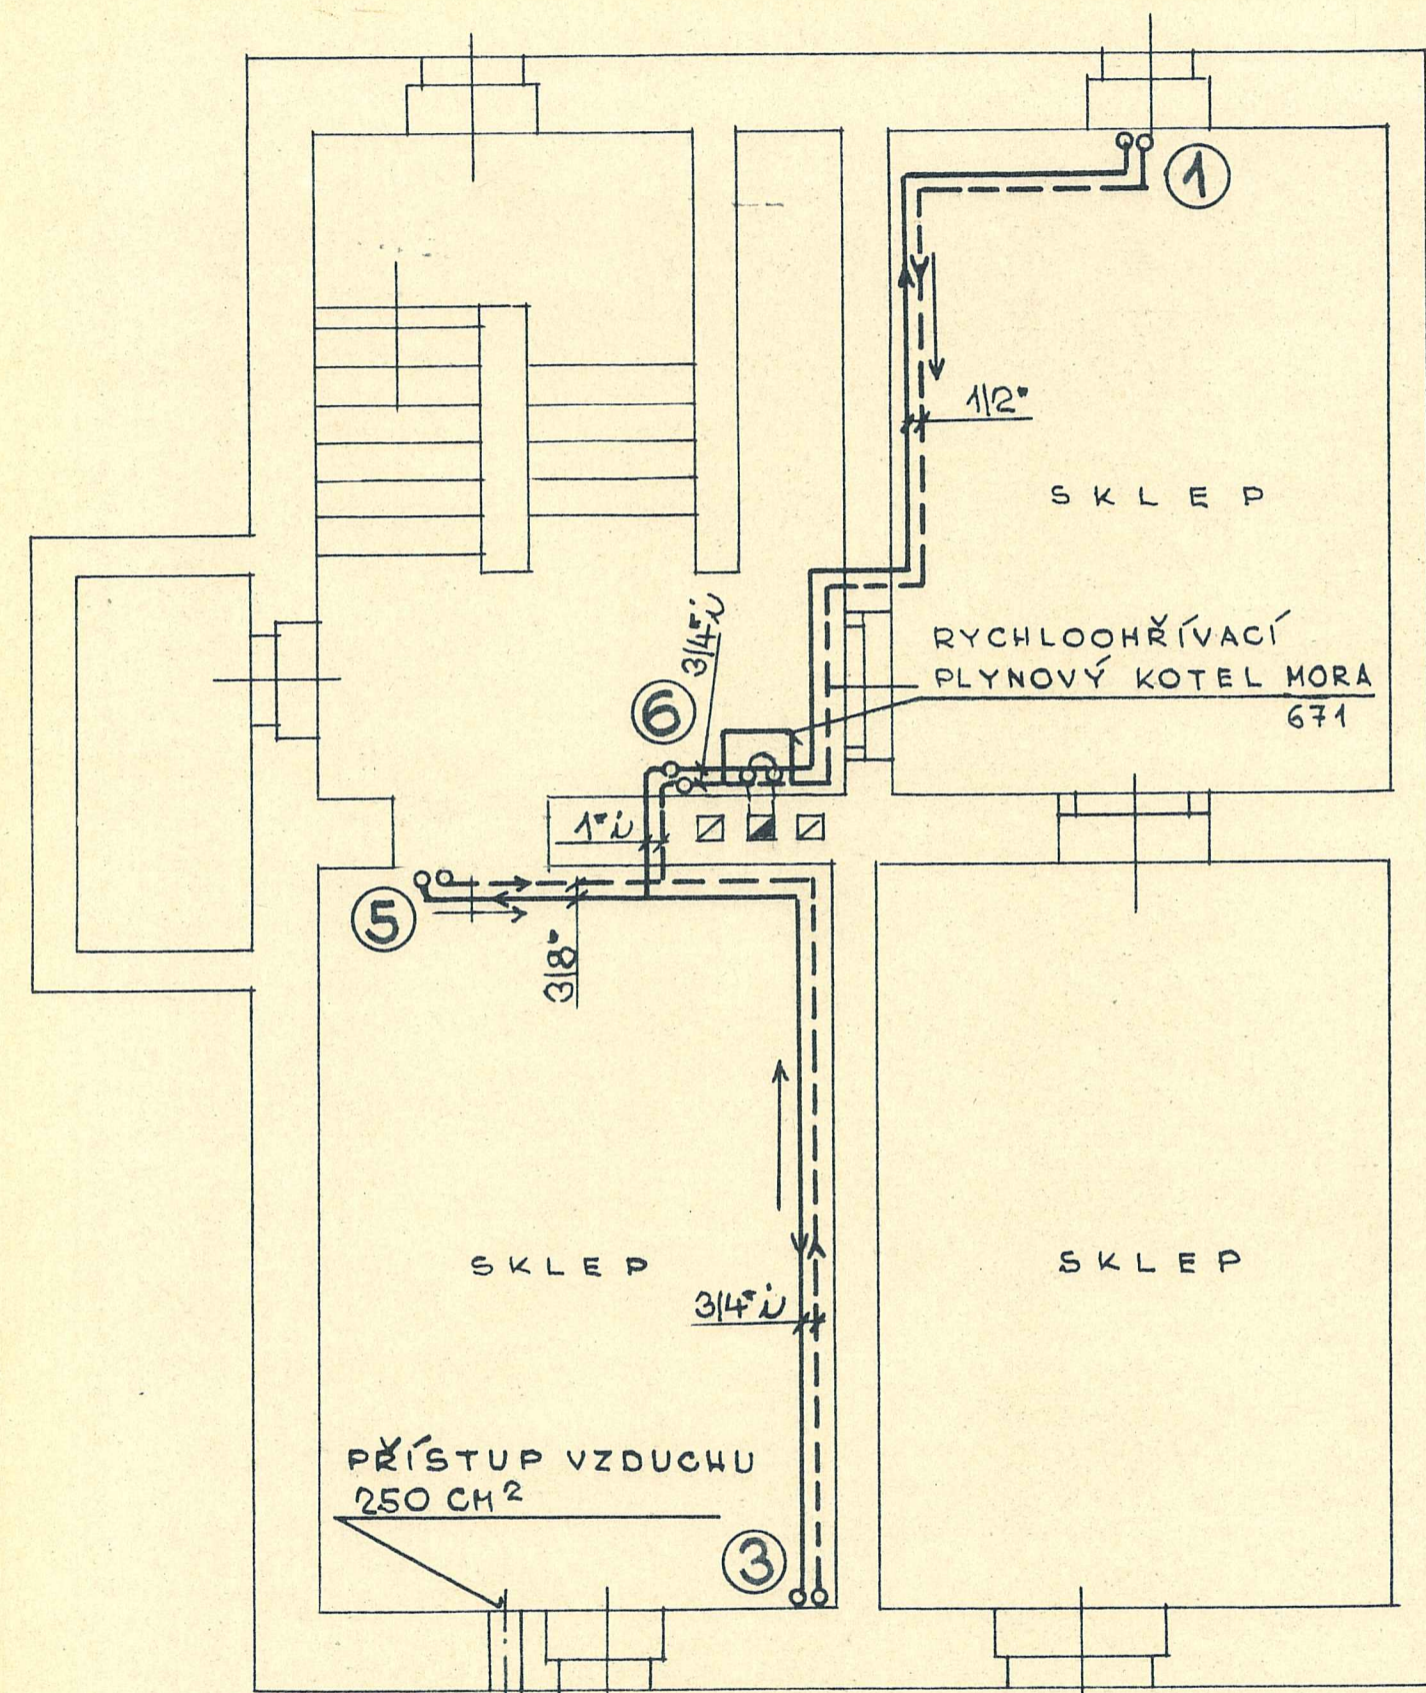 1
1/2"
SKLEP
3/4" i
RYCHLOOHŘÍVACÍ
PLYNOVÝ KOTEL MORA
671
6
1" i
5
3/8"
SKLEP
SKLEP
3/4" i
PŘÍSTUP VZDUCHU
250 CM²
3